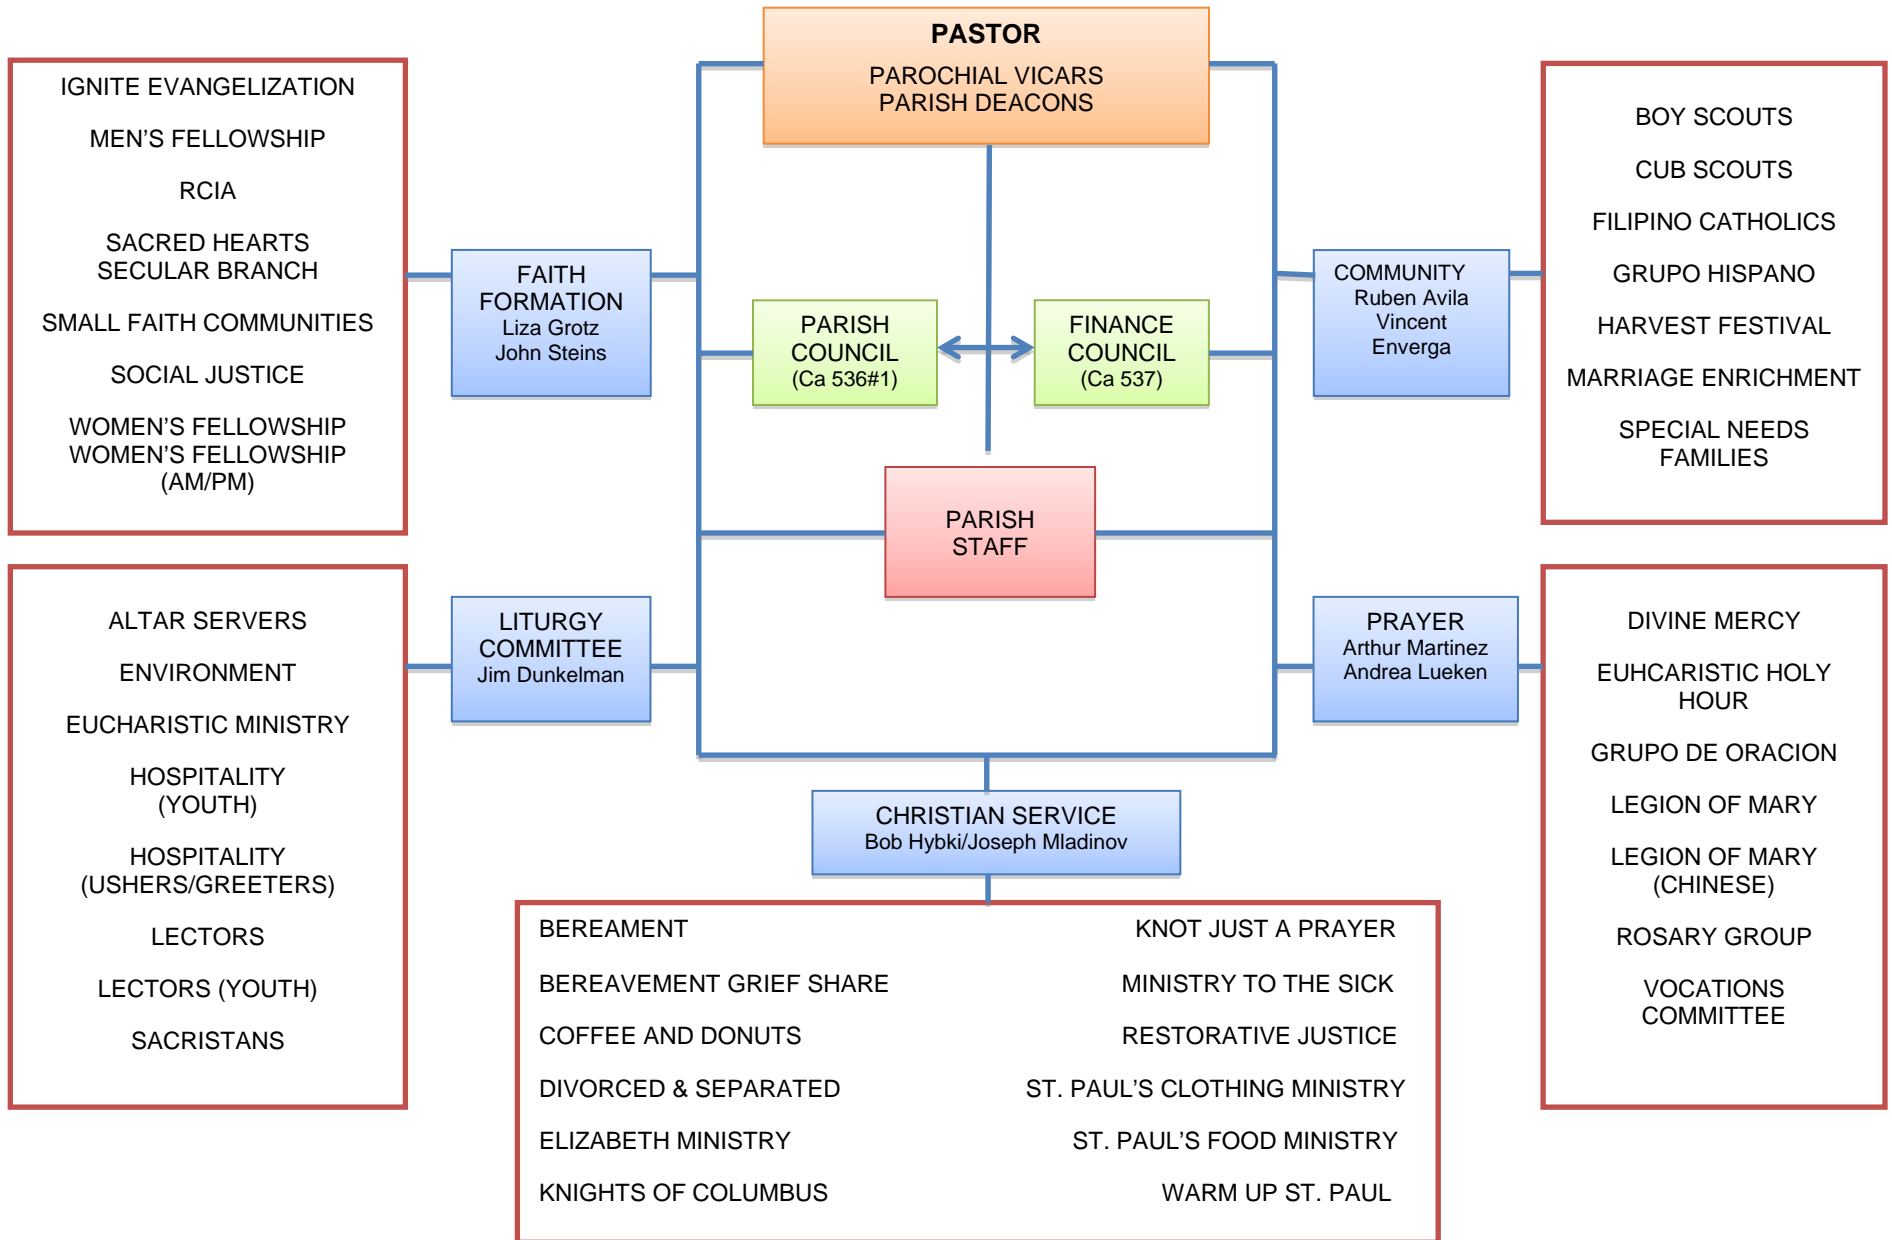 PASTOR
PAROCHIAL VICARS
PARISH DEACONS
IGNITE EVANGELIZATION
MEN'S FELLOWSHIP
RCIA
SACRED HEARTS
SECULAR BRANCH
SMALL FAITH COMMUNITIES
SOCIAL JUSTICE
WOMEN'S FELLOWSHIP
WOMEN'S FELLOWSHIP
(AM/PM)
FAITH
FORMATION
Liza Grotz
John Steins
PARISH
COUNCIL
(Ca 536#1)
FINANCE
COUNCIL
(Ca 537)
COMMUNITY
Ruben Avila
Vincent
Enverga
BOY SCOUTS
CUB SCOUTS
FILIPINO CATHOLICS
GRUPO HISPANO
HARVEST FESTIVAL
MARRIAGE ENRICHMENT
SPECIAL NEEDS
FAMILIES
PARISH
STAFF
ALTAR SERVERS
ENVIRONMENT
EUCHARISTIC MINISTRY
HOSPITALITY
(YOUTH)
HOSPITALITY
(USHERS/GREETERS)
LECTORS
LECTORS (YOUTH)
SACRISTANS
LITURGY
COMMITTEE
Jim Dunkelman
PRAYER
Arthur Martinez
Andrea Lueken
DIVINE MERCY
EUHCARISTIC HOLY
HOUR
GRUPO DE ORACION
LEGION OF MARY
LEGION OF MARY
(CHINESE)
ROSARY GROUP
VOCATIONS
COMMITTEE
CHRISTIAN SERVICE
Bob Hybki/Joseph Mladinov
BEREAMENT
BEREAVEMENT GRIEF SHARE
COFFEE AND DONUTS
DIVORCED & SEPARATED
ELIZABETH MINISTRY
KNIGHTS OF COLUMBUS
KNOT JUST A PRAYER
MINISTRY TO THE SICK
RESTORATIVE JUSTICE
ST. PAUL'S CLOTHING MINISTRY
ST. PAUL'S FOOD MINISTRY
WARM UP ST. PAUL